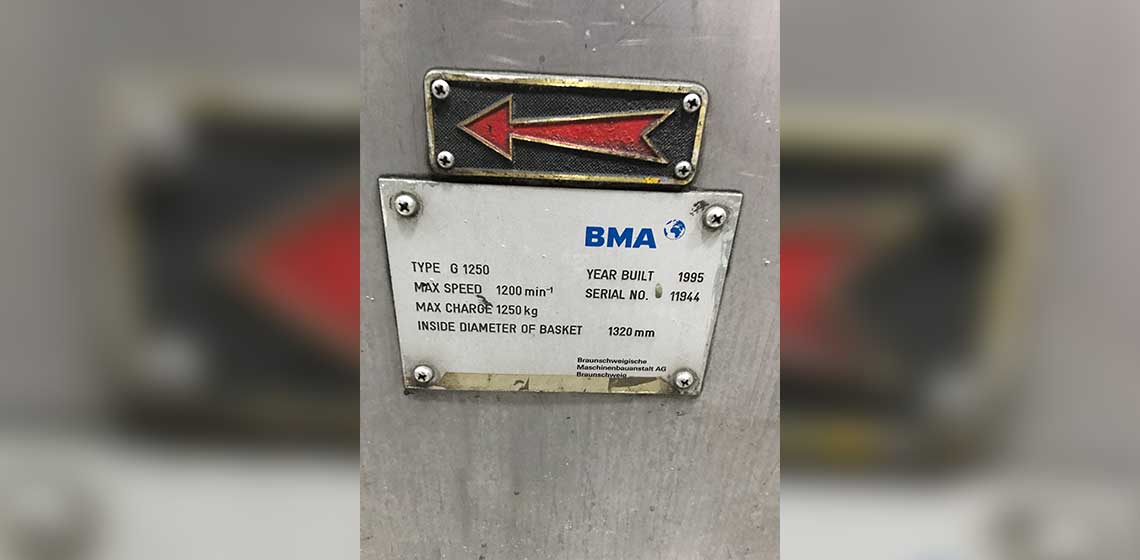 BMA
TYPE G 1250
YEAR BUILT 1995
MAX SPEED 1200 min⁻¹
SERIAL NO. 11944
MAX CHARGE 1250 kg
INSIDE DIAMETER OF BASKET 1320 mm
Braunschweigische
Maschinenbauanstalt AG
Braunschweig